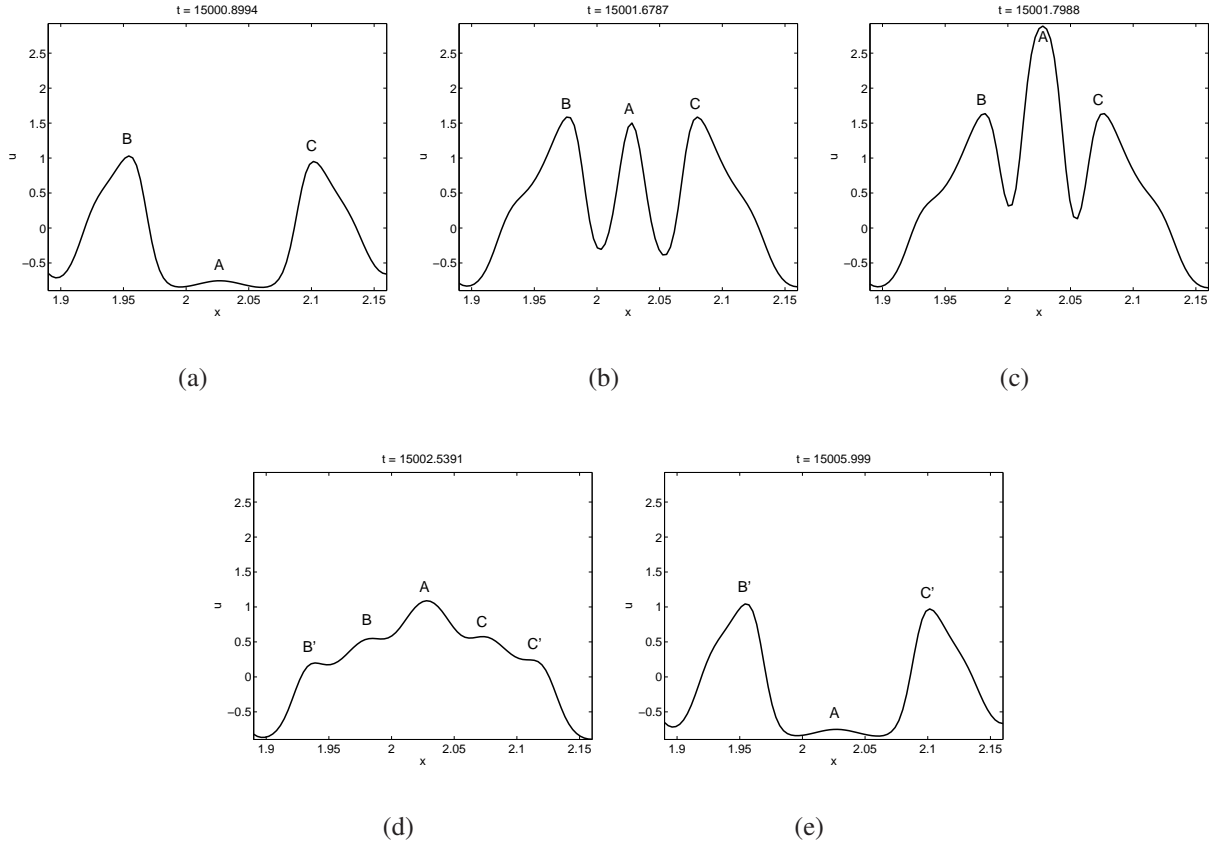 t = 15000.8994
2.5
2
1.5
1
0.5
0
−0.5
u
B
C
A
1.9 1.95 2 2.05 2.1 2.15
x
(a)
t = 15001.6787
2.5
2
1.5
1
0.5
0
−0.5
u
B
A
C
1.9 1.95 2 2.05 2.1 2.15
x
(b)
t = 15001.7988
2.5
2
1.5
1
0.5
0
−0.5
u
A
B
C
1.9 1.95 2 2.05 2.1 2.15
x
(c)
t = 15002.5391
2.5
2
1.5
1
0.5
0
−0.5
u
A
B
C
B'
C'
1.9 1.95 2 2.05 2.1 2.15
x
(d)
t = 15005.999
2.5
2
1.5
1
0.5
0
−0.5
u
B'
C'
A
1.9 1.95 2 2.05 2.1 2.15
x
(e)